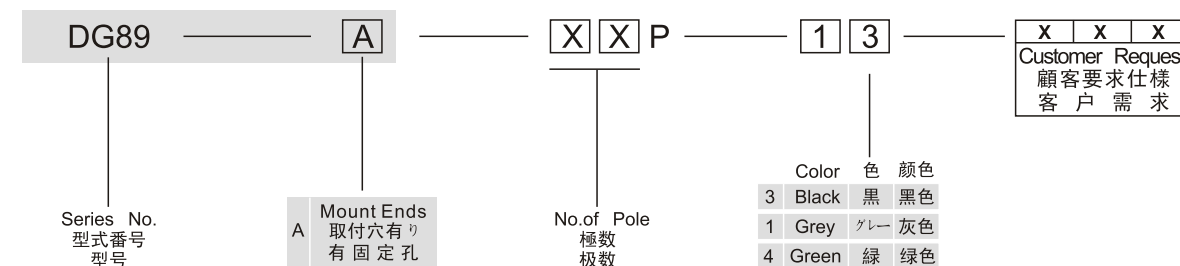 DG89 A X X P 1 3 X X X
Customer Reques
顧客要求仕様
客户需求
Color 色 颜色
3 Black 黒 黑色
1 Grey グレー 灰色
4 Green 緑 绿色
Series No.
型式番号
型号
A Mount Ends
取付穴有り
有固定孔
No.of Pole
極数
极数